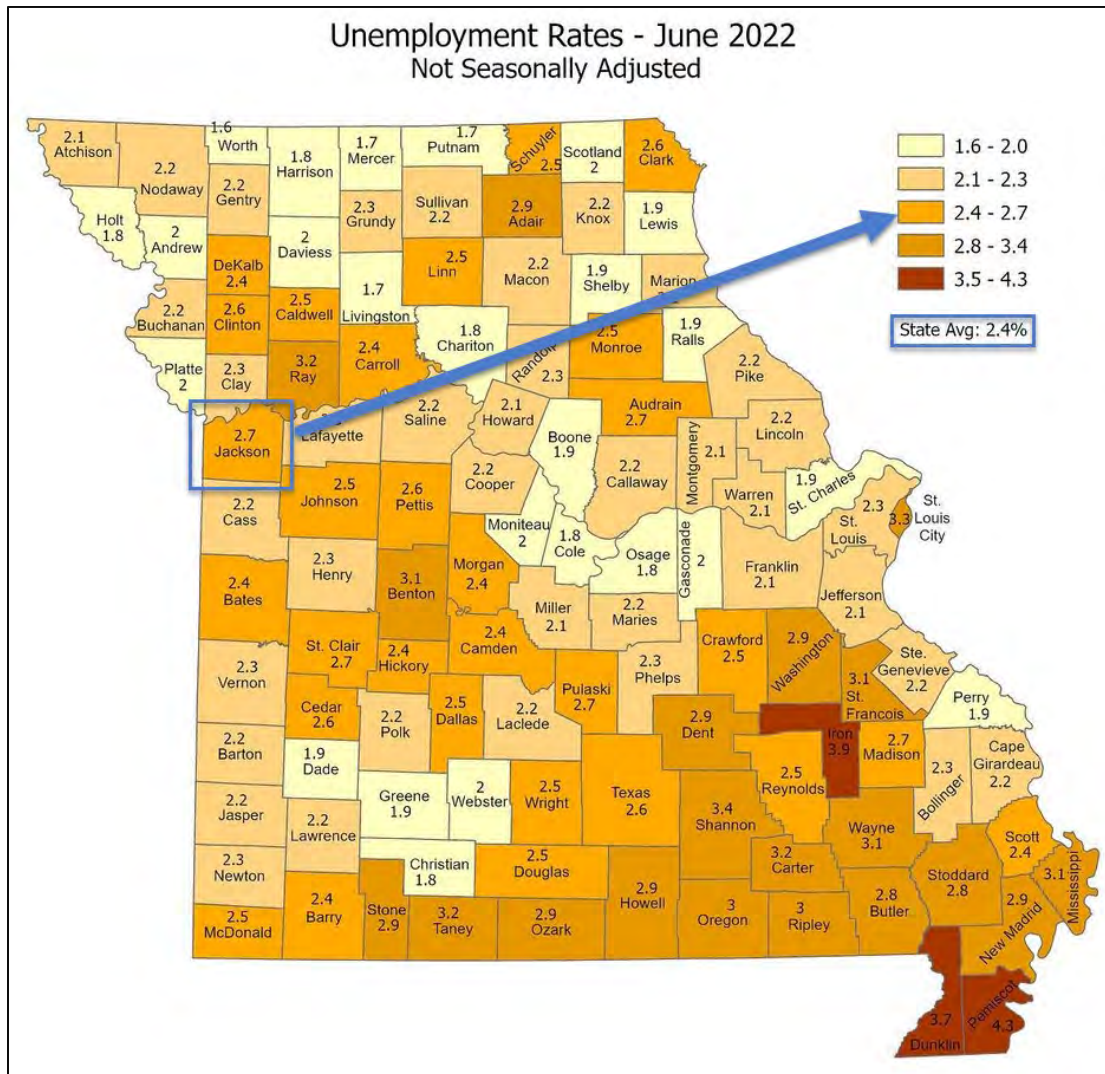 Unemployment Rates - June 2022
Not Seasonally Adjusted
1.6 - 2.0
2.1 - 2.3
2.4 - 2.7
2.8 - 3.4
3.5 - 4.3
State Avg: 2.4%
2.1
Atchison
2.2
Nodaway
1.6
Worth
1.8
Harrison
1.7
Mercer
1.7
Putnam
Schuyler
2.5
Scotland
2
2.6
Clark
Holt
1.8
2
Andrew
2.2
Gentry
2.3
Grundy
Sullivan
2.2
2.9
Adair
2.2
Knox
1.9
Lewis
DeKalb
2.4
2
Daviess
2.5
Linn
2.2
Macon
1.9
Shelby
Marion
2.2
Buchanan
2.6
Clinton
2.5
Caldwell
1.7
Livingston
1.8
Chariton
2.3
2.5
Monroe
1.9
Ralls
Platte
2
2.3
Clay
3.2
Ray
2.4
Carroll
2.2
Pike
2.7
Jackson
Lafayette
2.2
Saline
2.1
Howard
Boone
1.9
Audrain
2.7
2.2
Callaway
Montgomery
2.1
2.2
Lincoln
Warren
2.1
1.9
St. Charles
2.3
St.
Louis
3.3
St.
Louis
City
2.2
Cass
2.5
Johnson
2.6
Pettis
2.2
Cooper
Moniteau
2
1.8
Cole
Osage
1.8
Gasconade
2
Franklin
2.1
Jefferson
2.1
2.4
Bates
2.3
Henry
3.1
Benton
Morgan
2.4
Miller
2.1
2.2
Maries
2.3
Phelps
Crawford
2.5
2.9
Washington
3.1
St.
Francois
Ste.
Genevieve
2.2
Perry
1.9
2.3
Vernon
St. Clair
2.7
2.4
Hickory
2.4
Camden
Pulaski
2.7
2.9
Dent
Iron
3.9
2.7
Madison
2.3
Bollinger
Cape
Girardeau
2.2
2.2
Barton
Cedar
2.6
2.2
Polk
2.5
Dallas
2.2
Laclede
Texas
2.6
2.5
Reynolds
1.9
Dade
Greene
1.9
2
Webster
2.5
Wright
3.4
Shannon
Wayne
3.1
Scott
2.4
2.2
Jasper
2.2
Lawrence
Christian
1.8
2.5
Douglas
3.2
Carter
Stoddard
2.8
3.1
Mississippi
2.3
Newton
2.4
Barry
Stone
2.9
3.2
Taney
2.9
Ozark
2.9
Howell
3
Oregon
3
Ripley
2.8
Butler
2.9
New Madrid
2.5
McDonald
3.7
Dunklin
Pemiscot
4.3